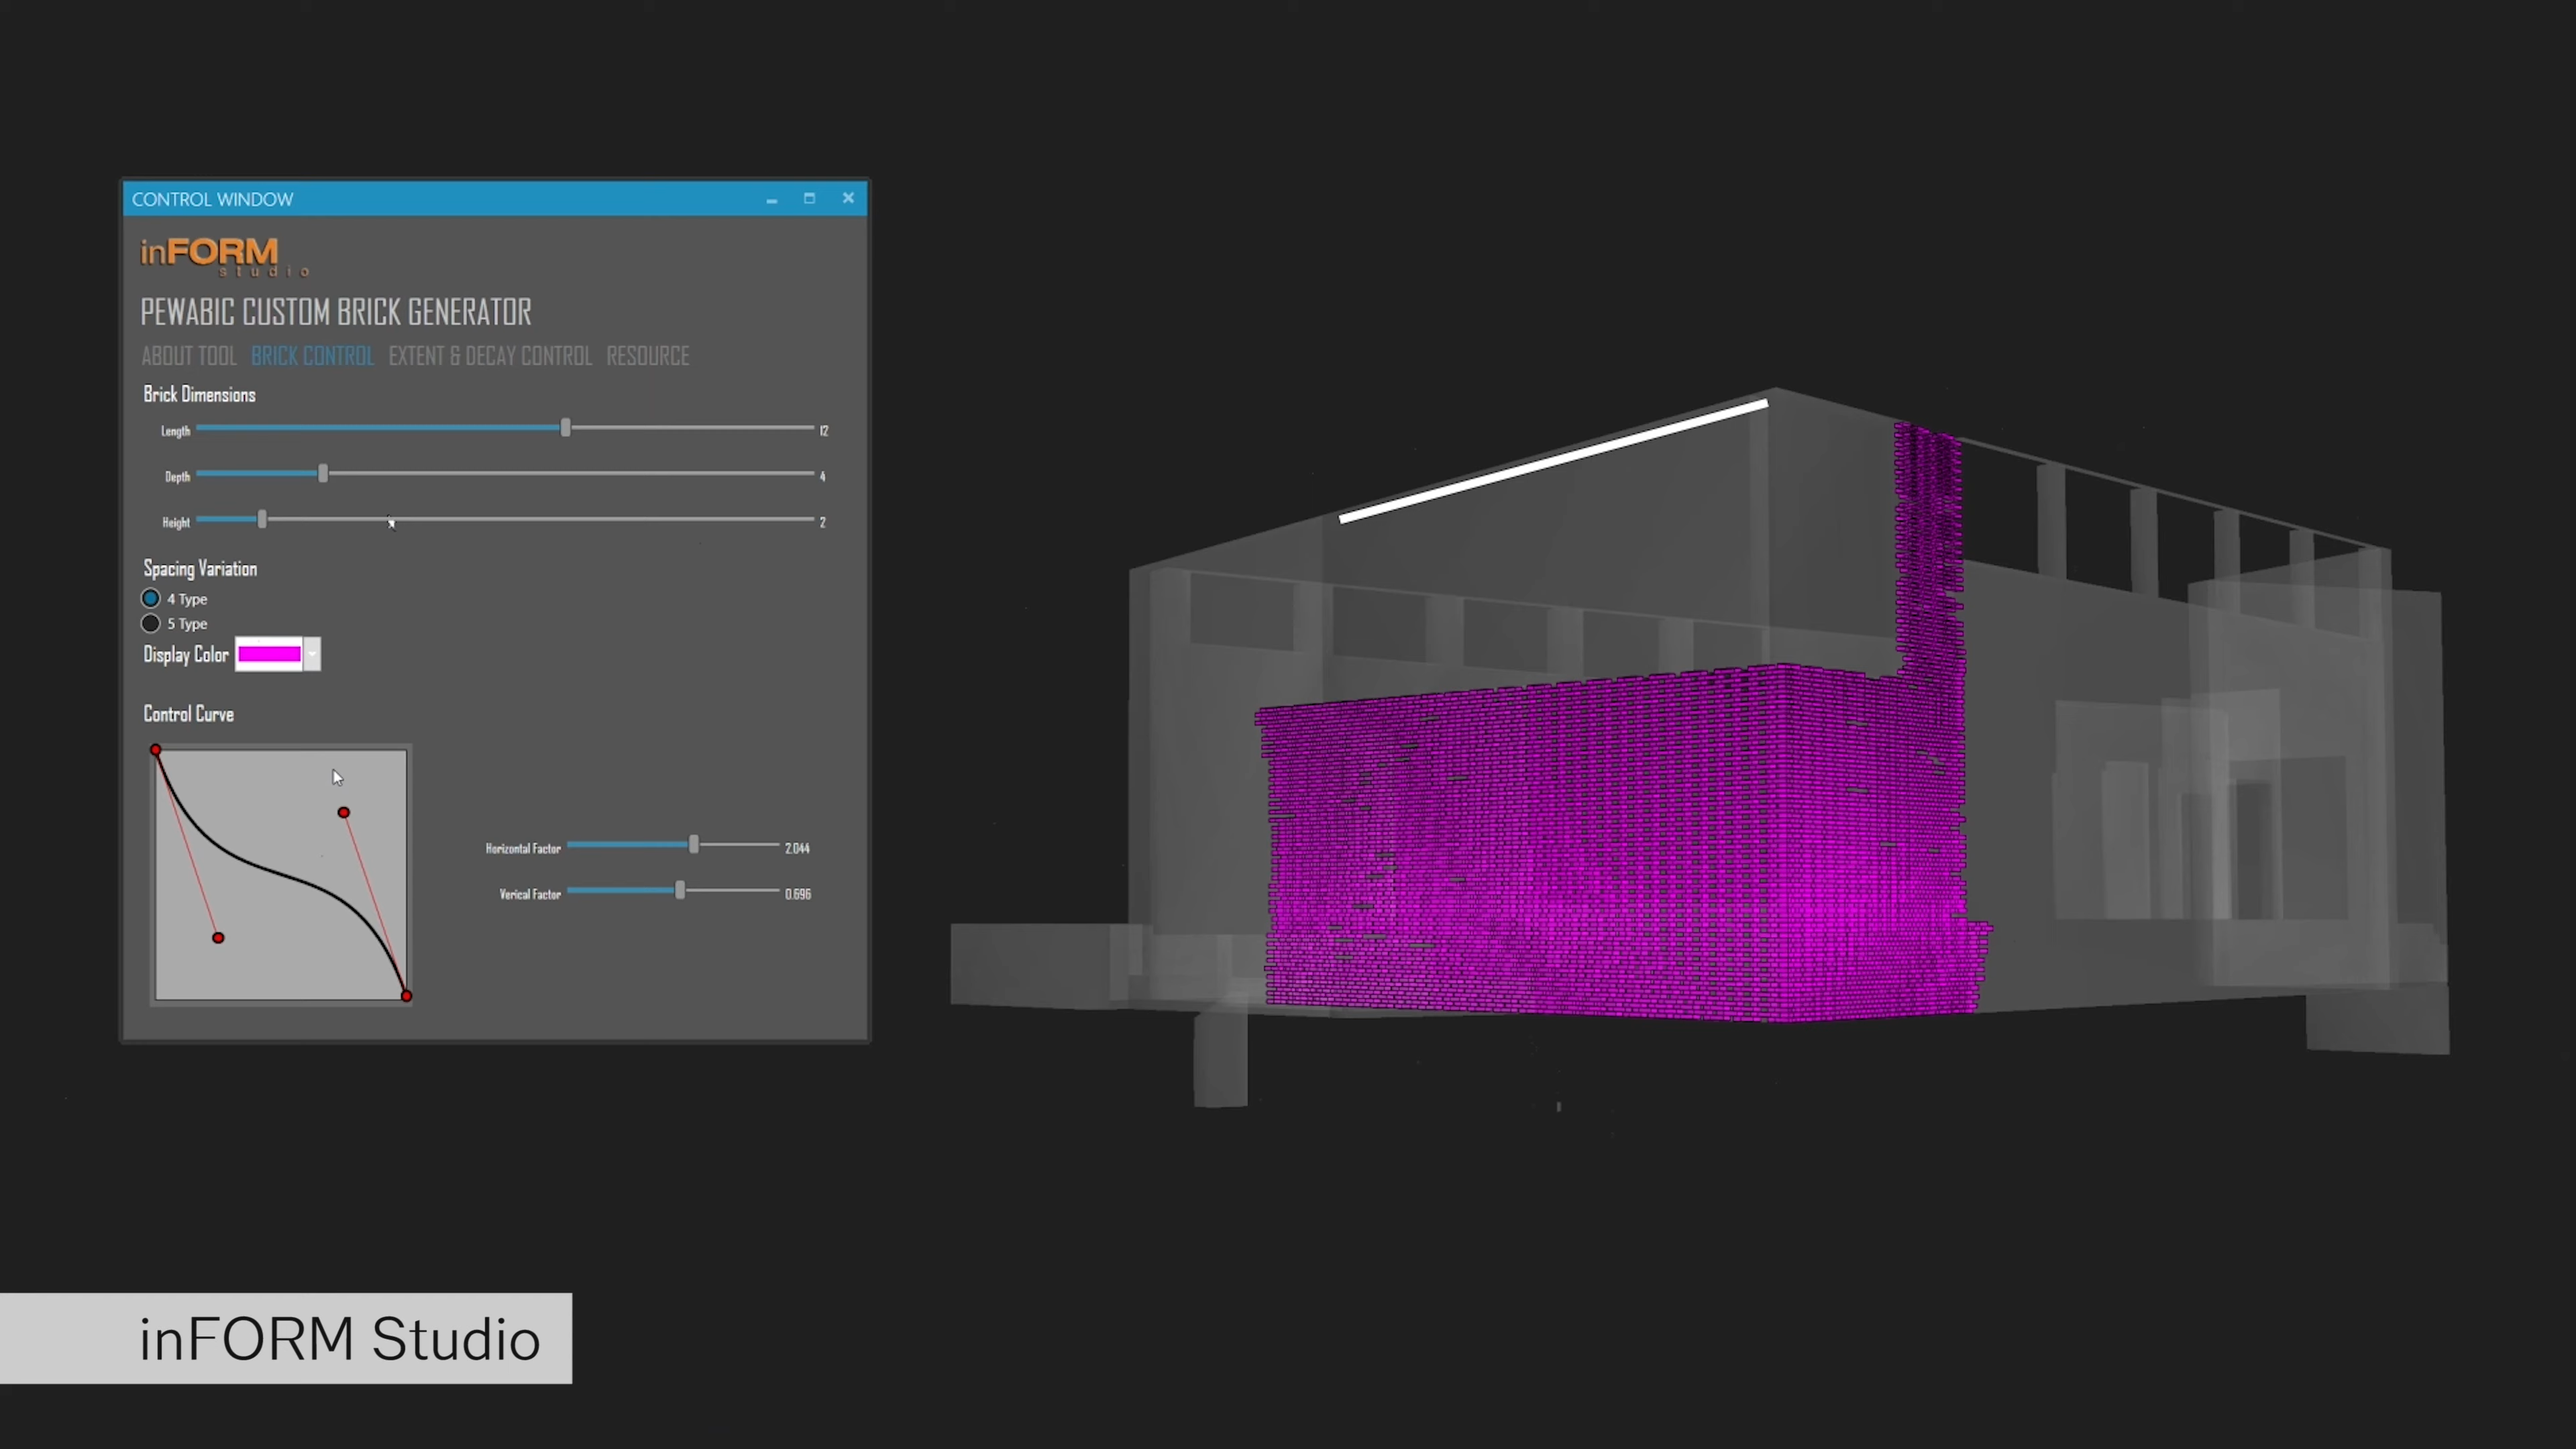 CONTROL WINDOW
inFORM
studio
PEWABIC CUSTOM BRICK GENERATOR
ABOUT TOOL BRICK CONTROL EXTENT & DECAY CONTROL RESOURCE
Brick Dimensions
Length 12
Depth 4
Height 2
Spacing Variation
4 Type
5 Type
Display Color
Control Curve
Horizontal Factor 2.044
Verical Factor 0.696
inFORM Studio